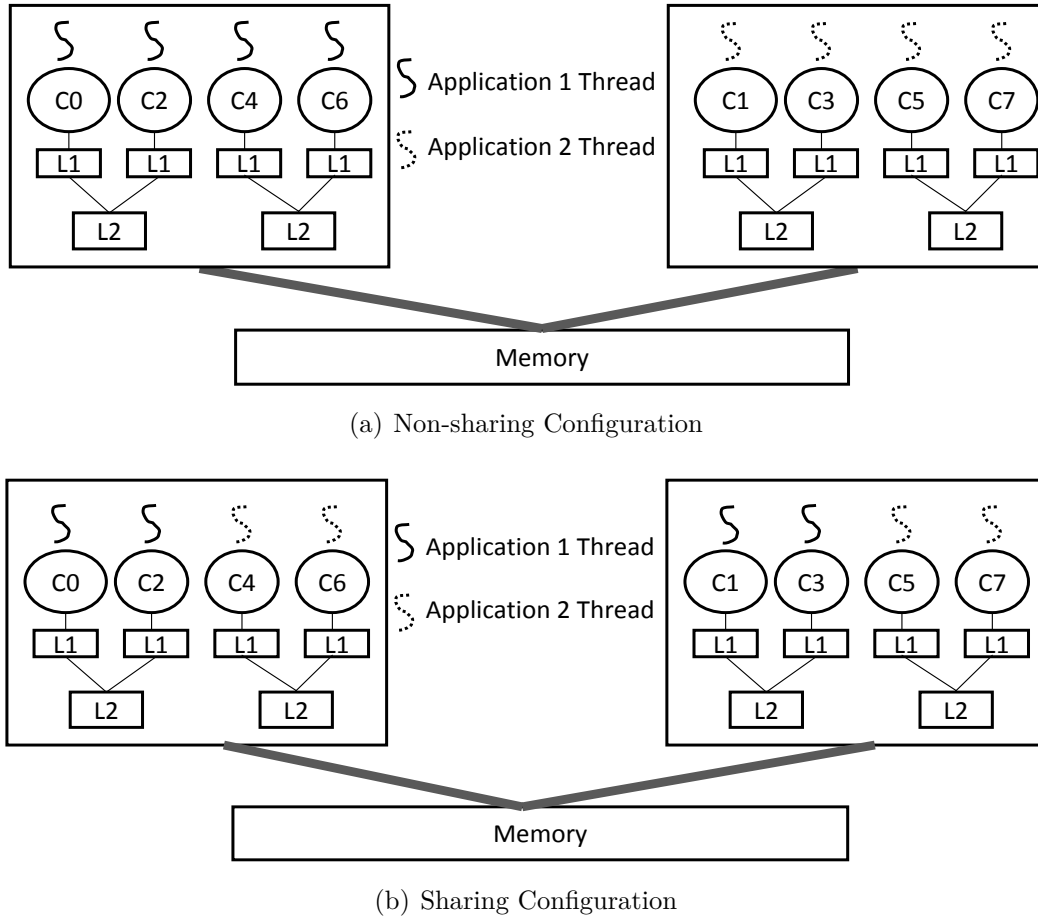 C0 C2 C4 C6
L1 L1 L1 L1
L2 L2
Application 1 Thread
Application 2 Thread
C1 C3 C5 C7
L1 L1 L1 L1
L2 L2
Memory
(a) Non-sharing Configuration
C0 C2 C4 C6
L1 L1 L1 L1
L2 L2
Application 1 Thread
Application 2 Thread
C1 C3 C5 C7
L1 L1 L1 L1
L2 L2
Memory
(b) Sharing Configuration